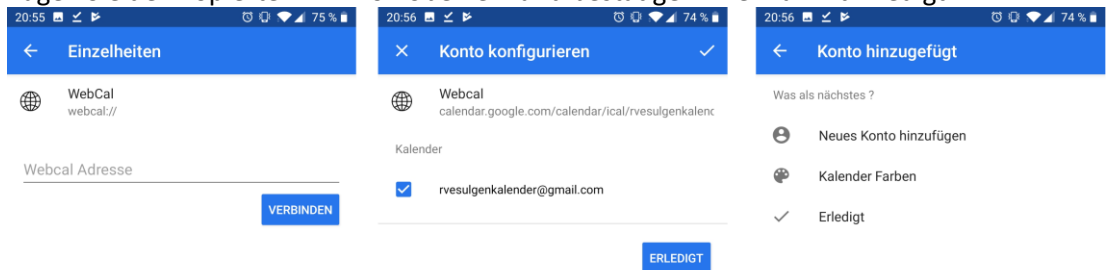 20:55 75 %
Einzelheiten
WebCal
webcal://
Webcal Adresse
VERBINDEN
20:56 74 %
Konto konfigurieren
Webcal
calendar.google.com/calendar/ical/rvesulgenkalenc
Kalender
rvesulgenkalender@gmail.com
ERLEDIGT
20:56 74 %
Konto hinzugefügt
Was als nächstes ?
Neues Konto hinzufügen
Kalender Farben
Erledigt